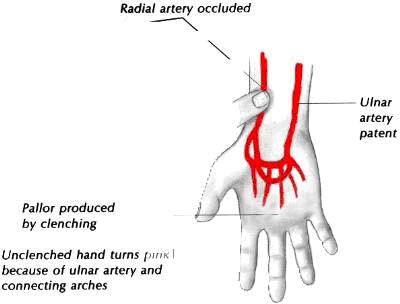 Radial artery occluded
Ulnar
artery
patent
Pallor produced
by clenching
Unclenched hand turns pink
because of ulnar artery and
connecting arches